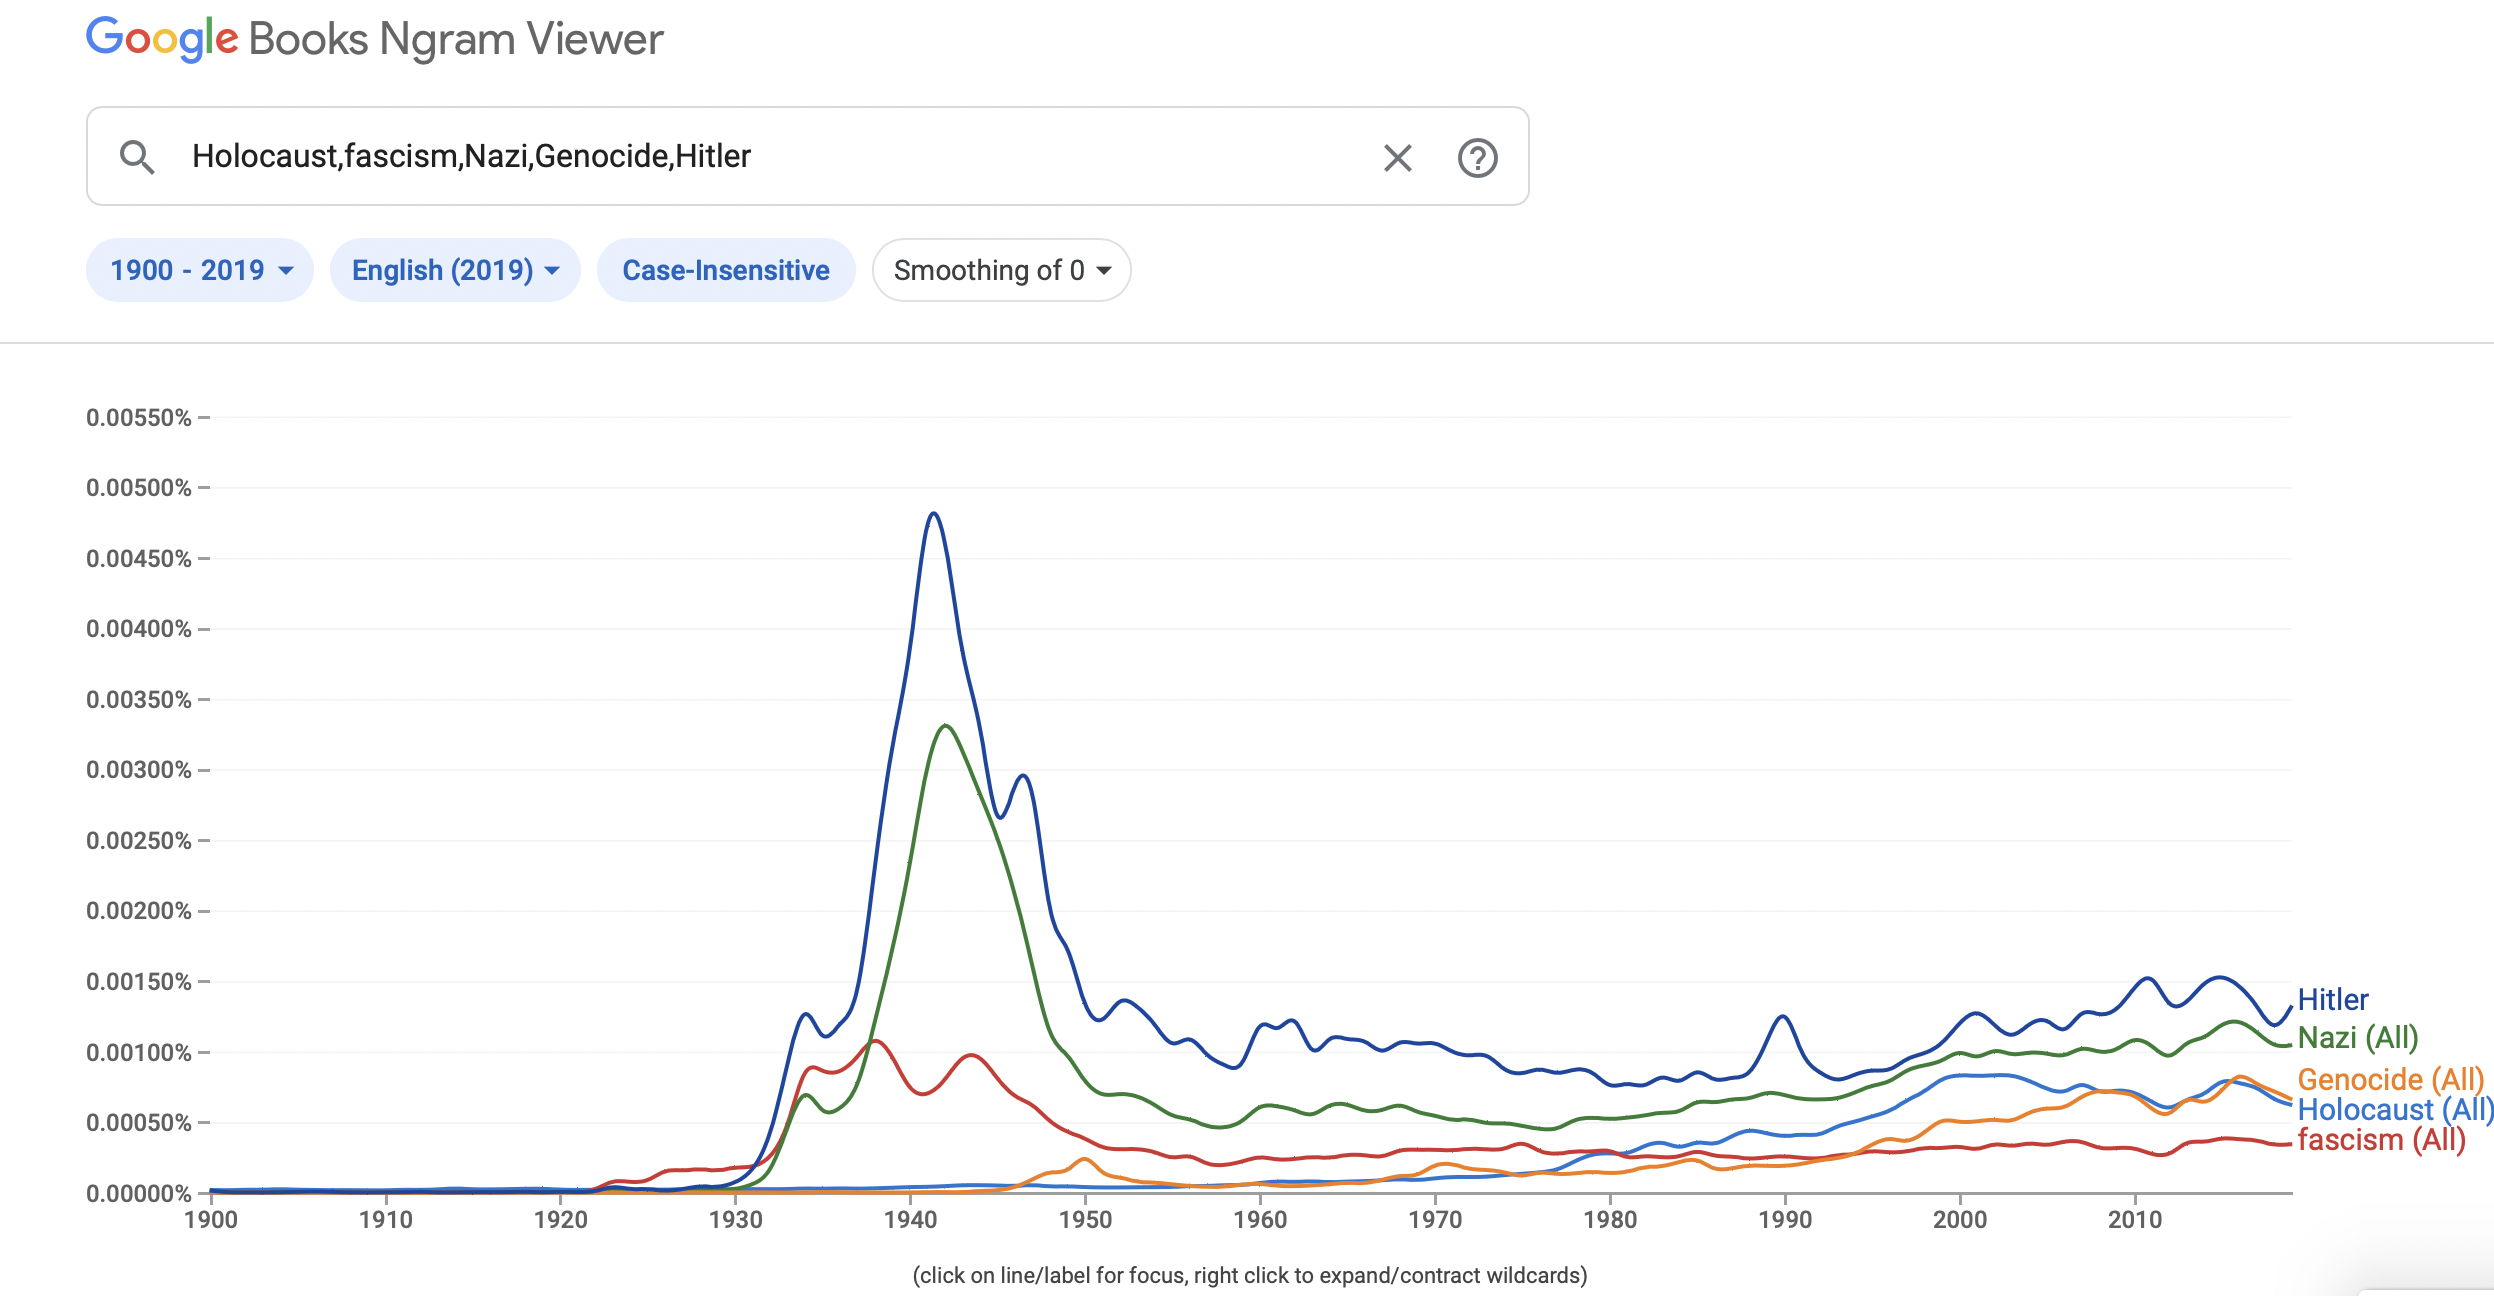 Google Books Ngram Viewer
Holocaust,fascism,Nazi,Genocide,Hitler
1900 - 2019 English (2019) Case-Insensitive Smoothing of 0
0.00550%
0.00500%
0.00450%
0.00400%
0.00350%
0.00300%
0.00250%
0.00200%
0.00150%
0.00100%
0.00050%
0.00000%
Hitler
Nazi (All)
Genocide (All)
Holocaust (All)
fascism (All)
1900 1910 1920 1930 1940 1950 1960 1970 1980 1990 2000 2010
(click on line/label for focus, right click to expand/contract wildcards)